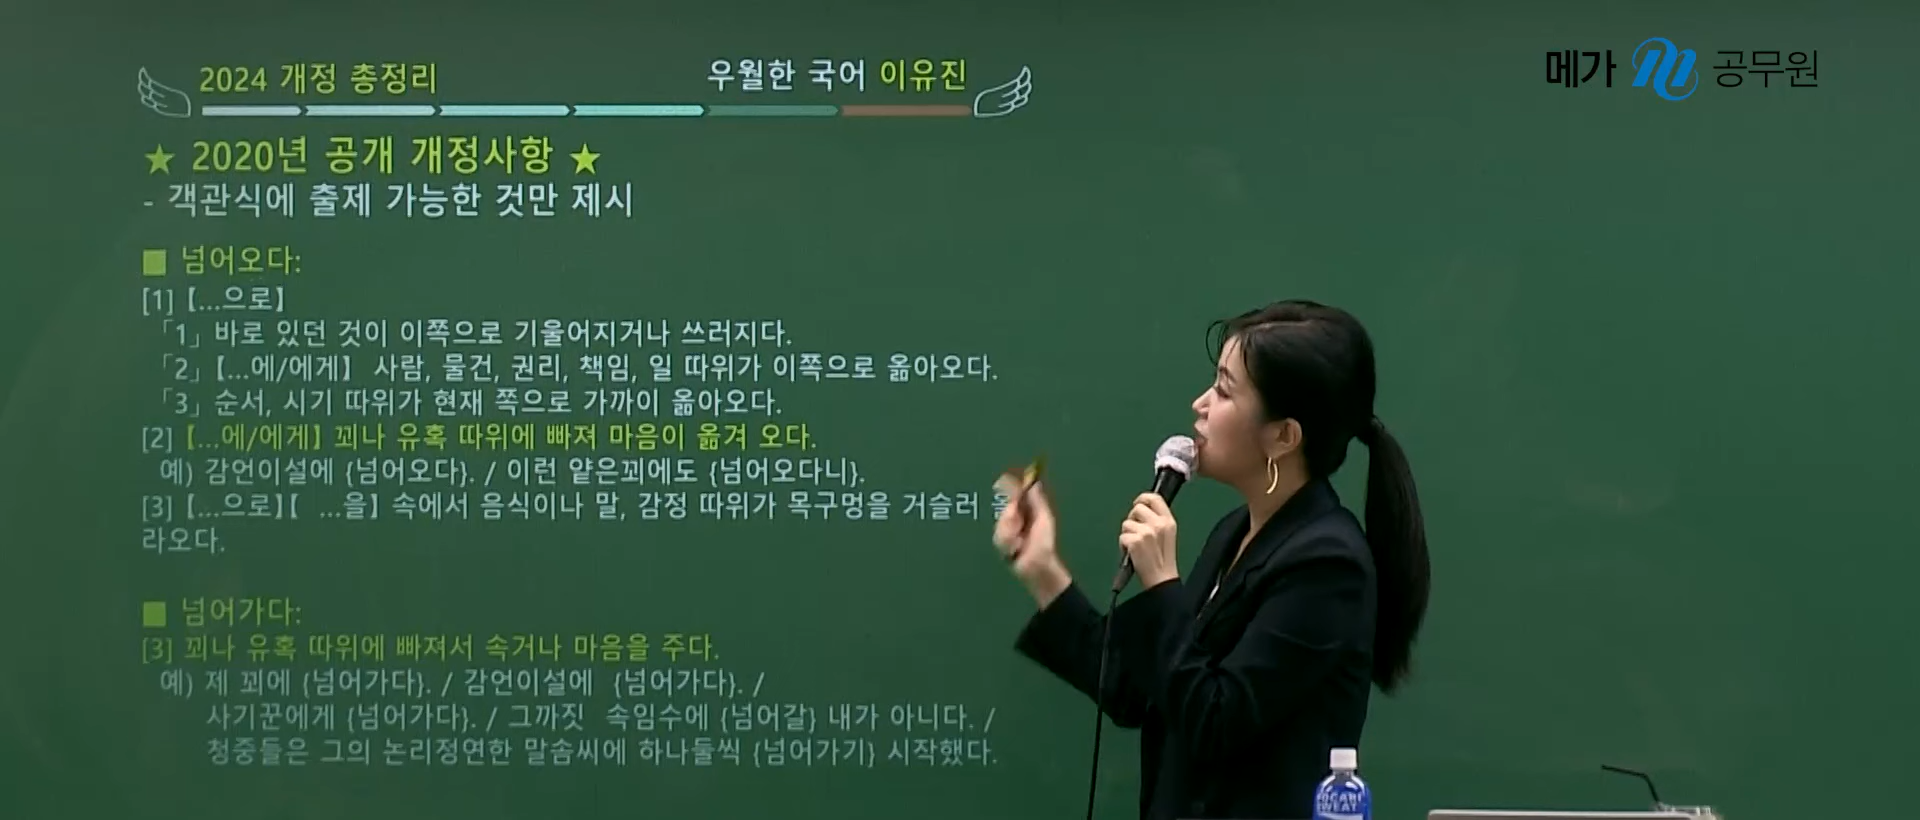 2024 개정 총정리
우월한 국어 이유진
메가 공무원
★ 2020년 공개 개정사항 ★
- 객관식에 출제 가능한 것만 제시
■ 넘어오다:
[1]【…으로】
「1」바로 있던 것이 이쪽으로 기울어지거나 쓰러지다.
「2」【…에/에게】 사람, 물건, 권리, 책임, 일 따위가 이쪽으로 옮아오다.
「3」순서, 시기 따위가 현재 쪽으로 가까이 옮아오다.
[2]【…에/에게】꾀나 유혹 따위에 빠져 마음이 옮겨 오다.
예) 감언이설에 {넘어오다}. / 이런 얕은꾀에도 {넘어오다니}.
[3]【…으로】【 …을】속에서 음식이나 말, 감정 따위가 목구멍을 거슬러 올
라오다.
■ 넘어가다:
[3] 꾀나 유혹 따위에 빠져서 속거나 마음을 주다.
예) 제 꾀에 {넘어가다}. / 감언이설에 {넘어가다}. /
사기꾼에게 {넘어가다}. / 그까짓 속임수에 {넘어갈} 내가 아니다. /
청중들은 그의 논리정연한 말솜씨에 하나둘씩 {넘어가기} 시작했다.
POCARI
SWEAT